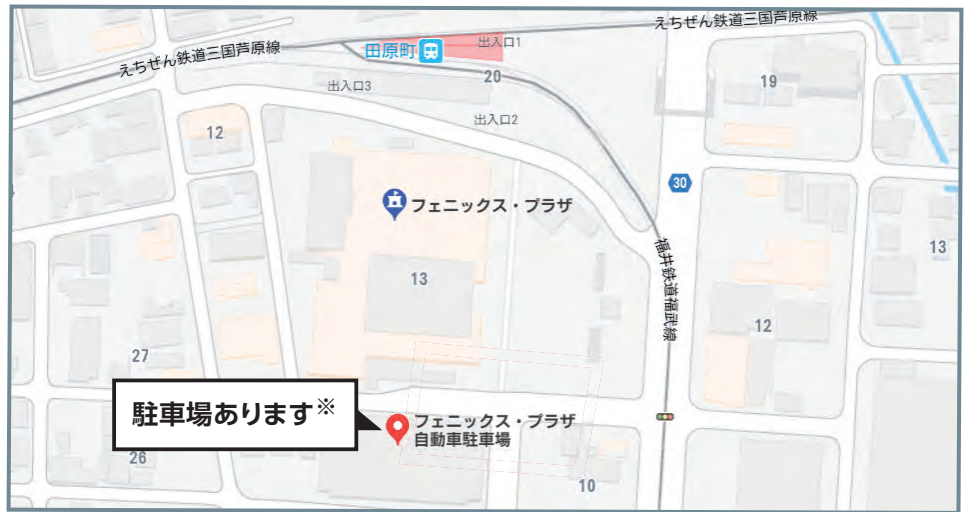 えちぜん鉄道三国芦原線
えちぜん鉄道三国芦原線
田原町
出入口1
20
出入口3
出入口2
19
12
30
フェニックス・プラザ
福井鉄道福武線
13
13
12
27
駐車場あります※
フェニックス・プラザ
自動車駐車場
26
10